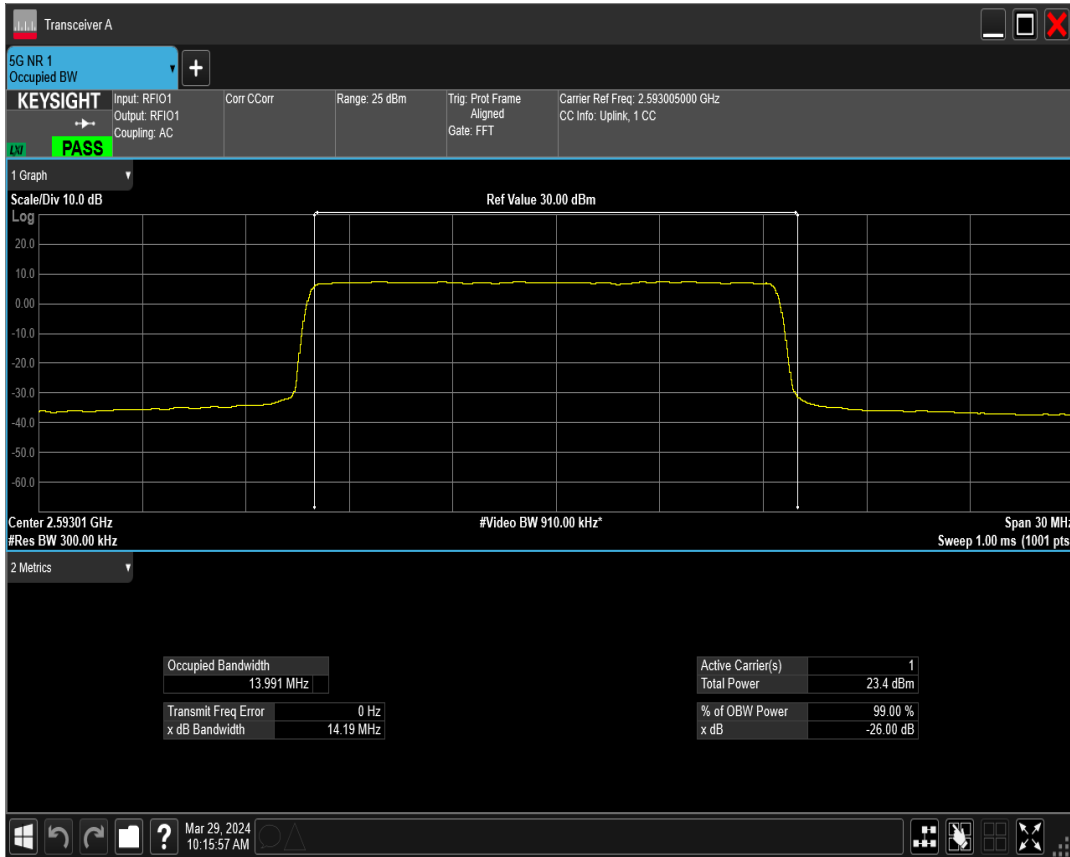 Transceiver A
5G NR 1
Occupied BW
KEYSIGHT
LXI
PASS
Input: RFIO1
Output: RFIO1
Coupling: AC
Corr CCorr
Range: 25 dBm
Trig: Prot Frame
Aligned
Gate: FFT
Carrier Ref Freq: 2.593005000 GHz
CC Info: Uplink, 1 CC
1 Graph
Scale/Div 10.0 dB
Ref Value 30.00 dBm
Log
20.0
10.0
0.00
-10.0
-20.0
-30.0
-40.0
-50.0
-60.0
Center 2.59301 GHz
#Video BW 910.00 kHz*
Span 30 MHz
#Res BW 300.00 kHz
Sweep 1.00 ms (1001 pts
2 Metrics
Occupied Bandwidth
13.991 MHz
Transmit Freq Error 0 Hz
x dB Bandwidth 14.19 MHz
Active Carrier(s) 1
Total Power 23.4 dBm
% of OBW Power 99.00 %
x dB -26.00 dB
?
Mar 29, 2024
10:15:57 AM